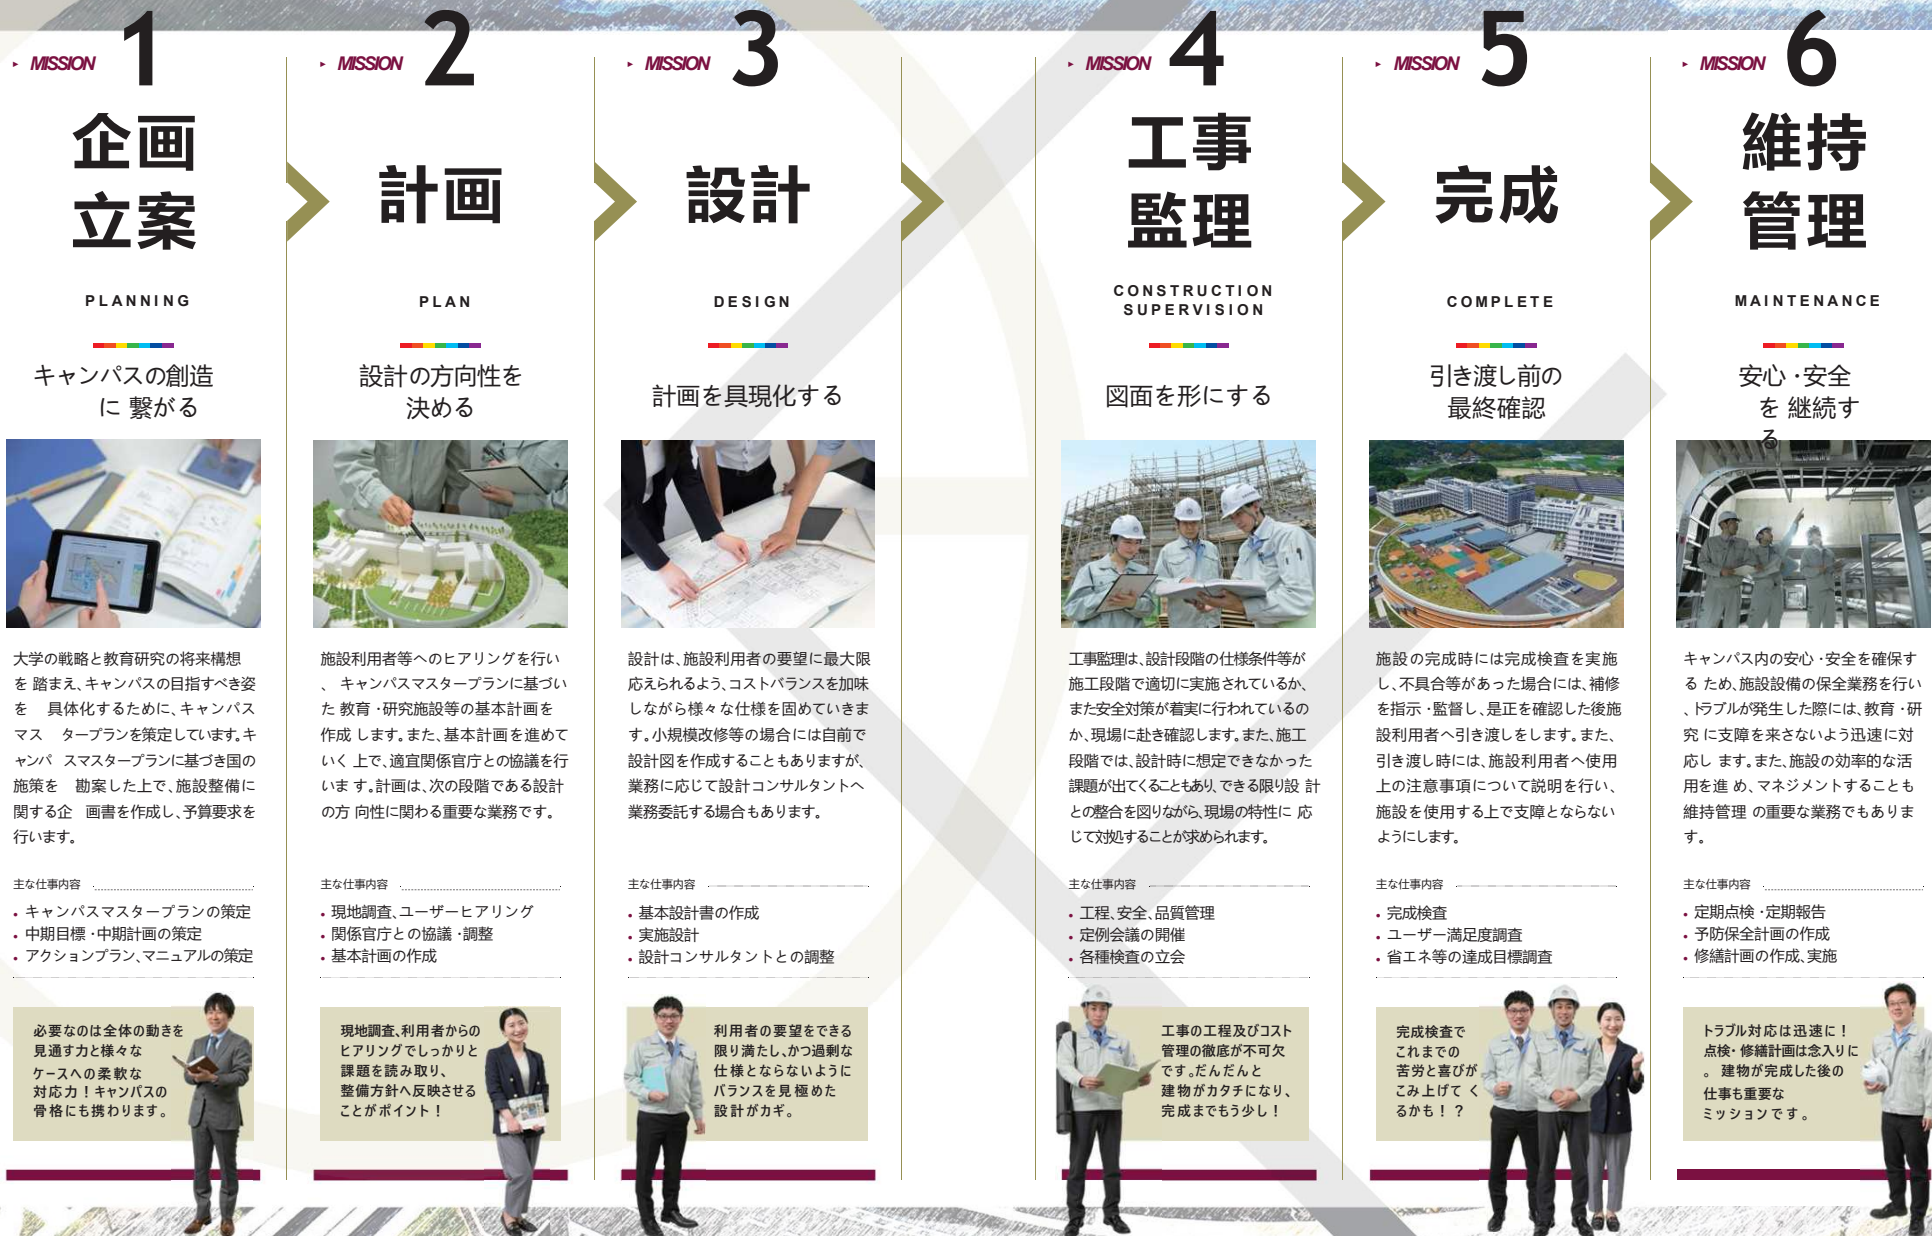 ▸ MISSION 1
企画
立案
PLANNING
キャンパスの創造
に 繋がる
大学の戦略と教育研究の将来構想
を 踏まえ、キャンパスの目指すべき姿
を 具体化するために、キャンパス
マス タープランを策定しています。キ
ャンパ スマスタープランに基づき国の
施策を 勘案した上で、施設整備に
関する企 画書を作成し、予算要求を
行います。
主な仕事内容
• キャンパスマスタープランの策定
• 中期目標・中期計画の策定
• アクションプラン、マニュアルの策定
必要なのは全体の動きを
見通す力と様々な
ケースへの柔軟な
対応力！キャンパスの
骨格にも携わります。
▸ MISSION 2
計画
PLAN
設計の方向性を
決める
施設利用者等へのヒアリングを行い
、 キャンパスマスタープランに基づい
た 教育・研究施設等の基本計画を
作成 します。また、基本計画を進めて
いく 上で、適宜関係官庁との協議を行
いま す。計画は、次の段階である設計
の方 向性に関わる重要な業務です。
主な仕事内容
• 現地調査、ユーザーヒアリング
• 関係官庁との協議・調整
• 基本計画の作成
現地調査、利用者からの
ヒアリングでしっかりと
課題を読み取り、
整備方針へ反映させる
ことがポイント！
▸ MISSION 3
設計
DESIGN
計画を具現化する
設計は、施設利用者の要望に最大限
応えられるよう、コストバランスを加味
しながら様々な仕様を固めていきま
す。小規模改修等の場合には自前で
設計図を作成することもありますが、
業務に応じて設計コンサルタントへ
業務委託する場合もあります。
主な仕事内容
• 基本設計書の作成
• 実施設計
• 設計コンサルタントとの調整
利用者の要望をできる
限り満たし、かつ過剰な
仕様とならないように
バランスを見極めた
設計がカギ。
▸ MISSION 4
工事
監理
CONSTRUCTION
SUPERVISION
図面を形にする
工事監理は、設計段階の仕様条件等が
施工段階で適切に実施されているか、
また安全対策が着実に行われているの
か、現場に赴き確認します。また、施工
段階では、設計時に想定できなかった
課題が出てくることもあり、できる限り設 計
との整合を図りながら、現場の特性に 応
じて対処することが求められます。
主な仕事内容
• 工程、安全、品質管理
• 定例会議の開催
• 各種検査の立会
工事の工程及びコスト
管理の徹底が不可欠
です。だんだんと
建物がカタチになり、
完成までもう少し！
▸ MISSION 5
完成
COMPLETE
引き渡し前の
最終確認
施設の完成時には完成検査を実施
し、不具合等があった場合には、補修
を指示・監督し、是正を確認した後施
設利用者へ引き渡しをします。また、
引き渡し時には、施設利用者へ使用
上の注意事項について説明を行い、
施設を使用する上で支障とならない
ようにします。
主な仕事内容
• 完成検査
• ユーザー満足度調査
• 省エネ等の達成目標調査
完成検査で
これまでの
苦労と喜びが
こみ上げて く
るかも！？
▸ MISSION 6
維持
管理
MAINTENANCE
安心・安全
を 継続す
る
キャンパス内の安心・安全を確保す
る ため、施設設備の保全業務を行い
、トラブルが発生した際には、教育・研
究 に支障を来さないよう迅速に対
応し ます。また、施設の効率的な活
用を進 め、マネジメントすることも
維持管理 の重要な業務でもありま
す。
主な仕事内容
• 定期点検・定期報告
• 予防保全計画の作成
• 修繕計画の作成、実施
トラブル対応は迅速に！
点検・修繕計画は念入りに
。 建物が完成した後の
仕事も重要な
ミッションです。